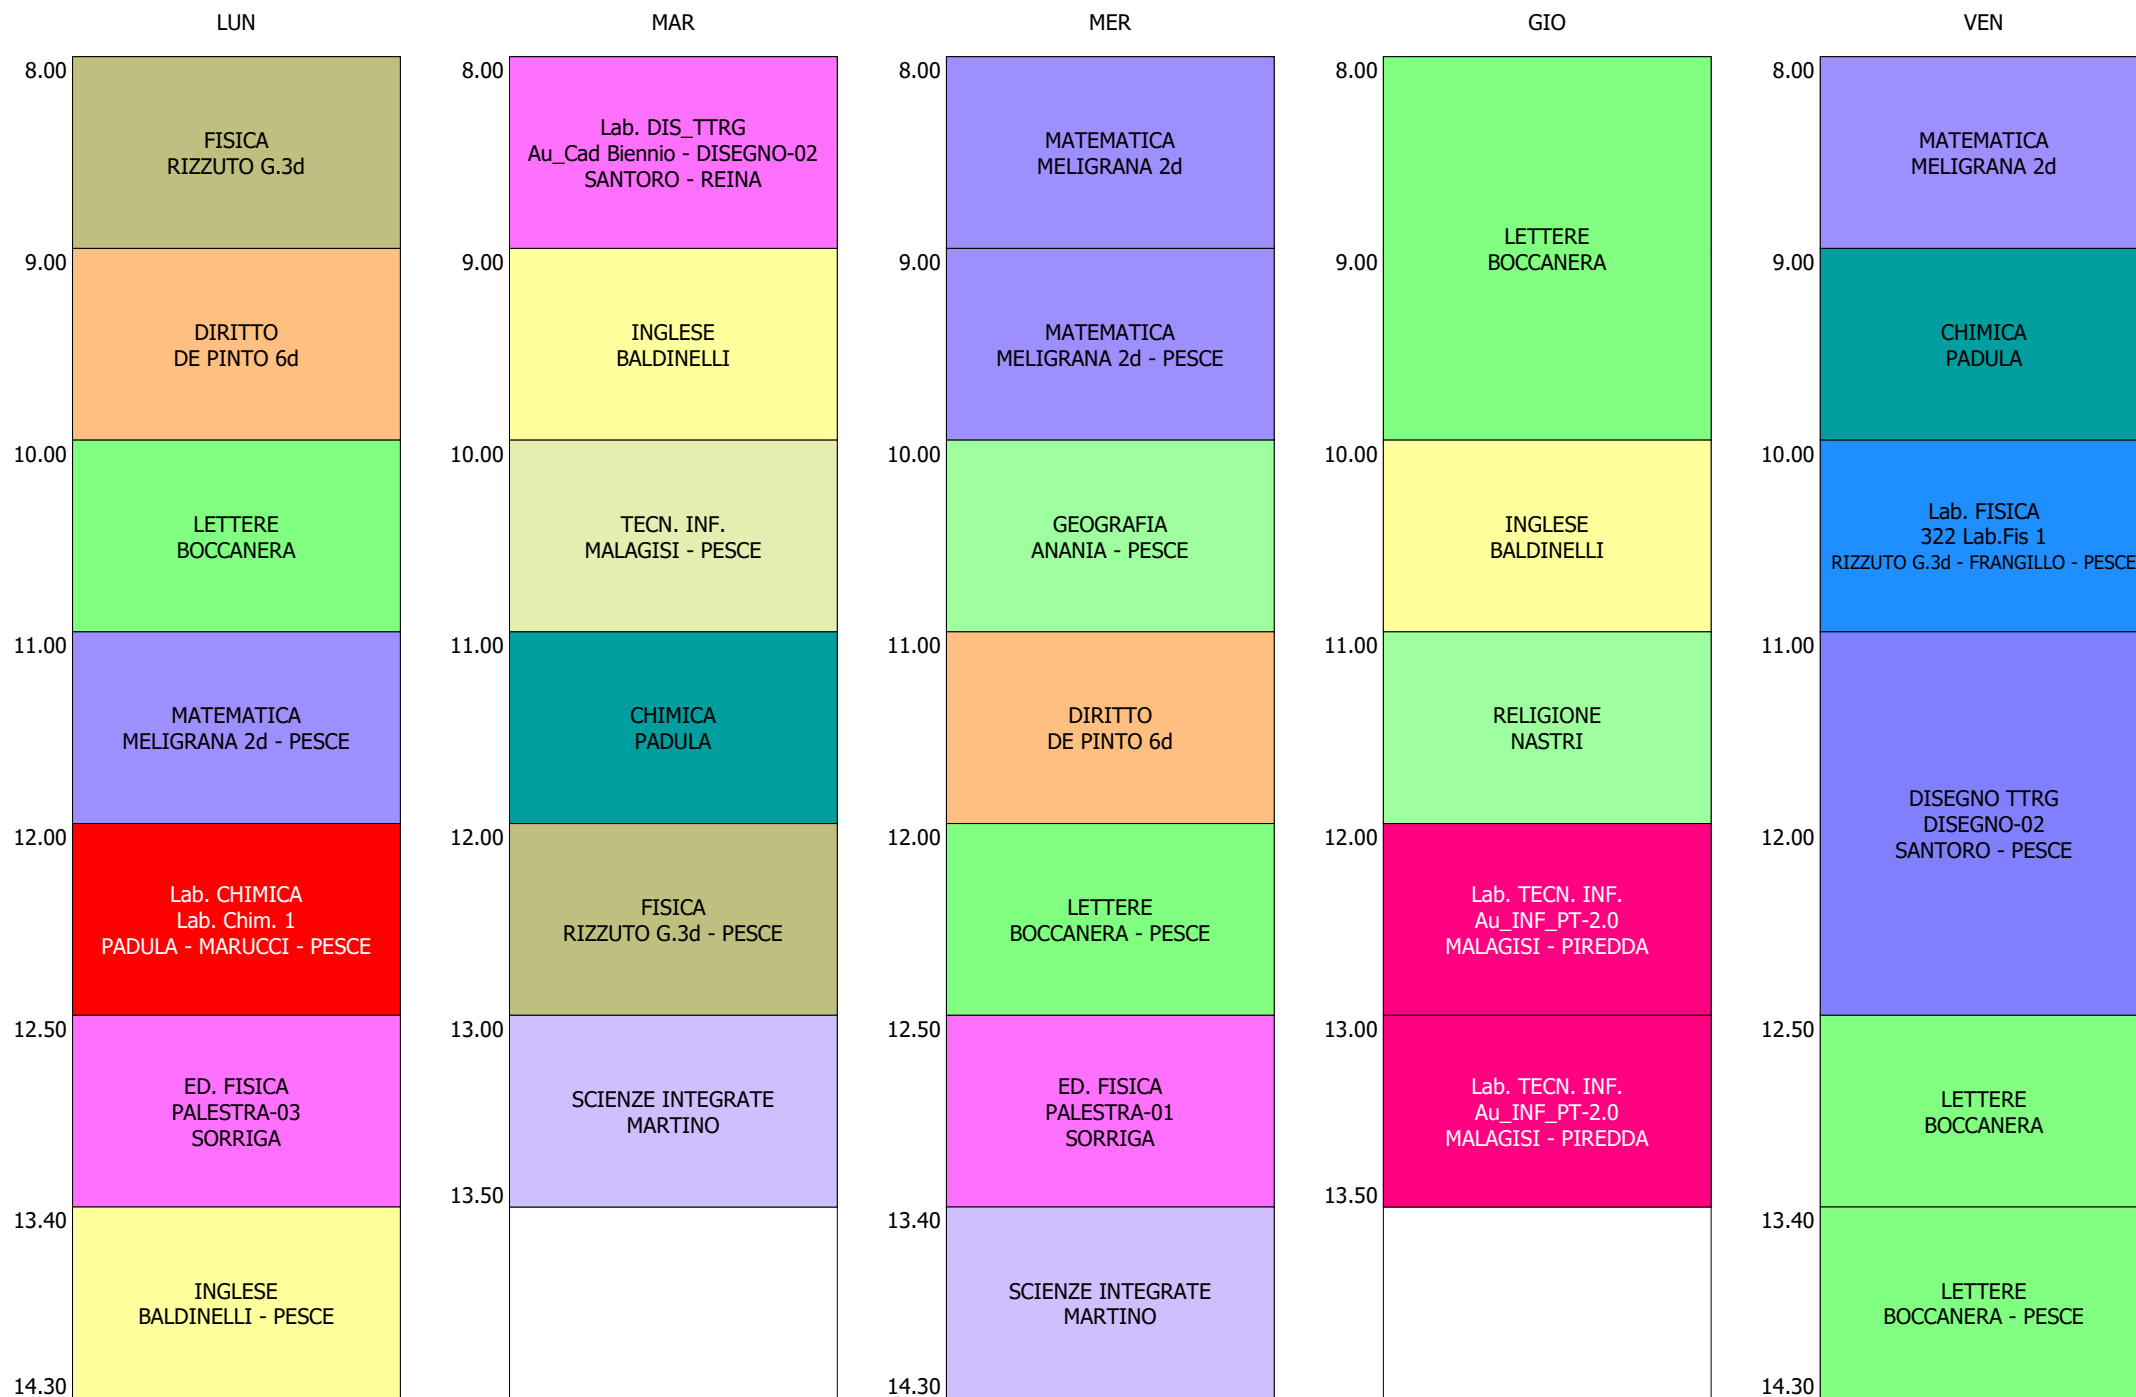 LUN
8.00
FISICA
RIZZUTO G.3d
9.00
DIRITTO
DE PINTO 6d
10.00
LETTERE
BOCCANERA
11.00
MATEMATICA
MELIGRANA 2d - PESCE
12.00
Lab. CHIMICA
Lab. Chim. 1
PADULA - MARUCCI - PESCE
12.50
ED. FISICA
PALESTRA-03
SORRIGA
13.40
INGLESE
BALDINELLI - PESCE
14.30
MAR
8.00
Lab. DIS_TTRG
Au_Cad Biennio - DISEGNO-02
SANTORO - REINA
9.00
INGLESE
BALDINELLI
10.00
TECN. INF.
MALAGISI - PESCE
11.00
CHIMICA
PADULA
12.00
FISICA
RIZZUTO G.3d - PESCE
13.00
SCIENZE INTEGRATE
MARTINO
13.50
MER
8.00
MATEMATICA
MELIGRANA 2d
9.00
MATEMATICA
MELIGRANA 2d - PESCE
10.00
GEOGRAFIA
ANANIA - PESCE
11.00
DIRITTO
DE PINTO 6d
12.00
LETTERE
BOCCANERA - PESCE
12.50
ED. FISICA
PALESTRA-01
SORRIGA
13.40
SCIENZE INTEGRATE
MARTINO
14.30
GIO
8.00
LETTERE
BOCCANERA
9.00
10.00
INGLESE
BALDINELLI
11.00
RELIGIONE
NASTRI
12.00
Lab. TECN. INF.
Au_INF_PT-2.0
MALAGISI - PIREDDA
13.00
Lab. TECN. INF.
Au_INF_PT-2.0
MALAGISI - PIREDDA
13.50
VEN
8.00
MATEMATICA
MELIGRANA 2d
9.00
CHIMICA
PADULA
10.00
Lab. FISICA
322 Lab.Fis 1
RIZZUTO G.3d - FRANGILLO - PESCE
11.00
DISEGNO TTRG
DISEGNO-02
SANTORO - PESCE
12.00
12.50
LETTERE
BOCCANERA
13.40
LETTERE
BOCCANERA - PESCE
14.30